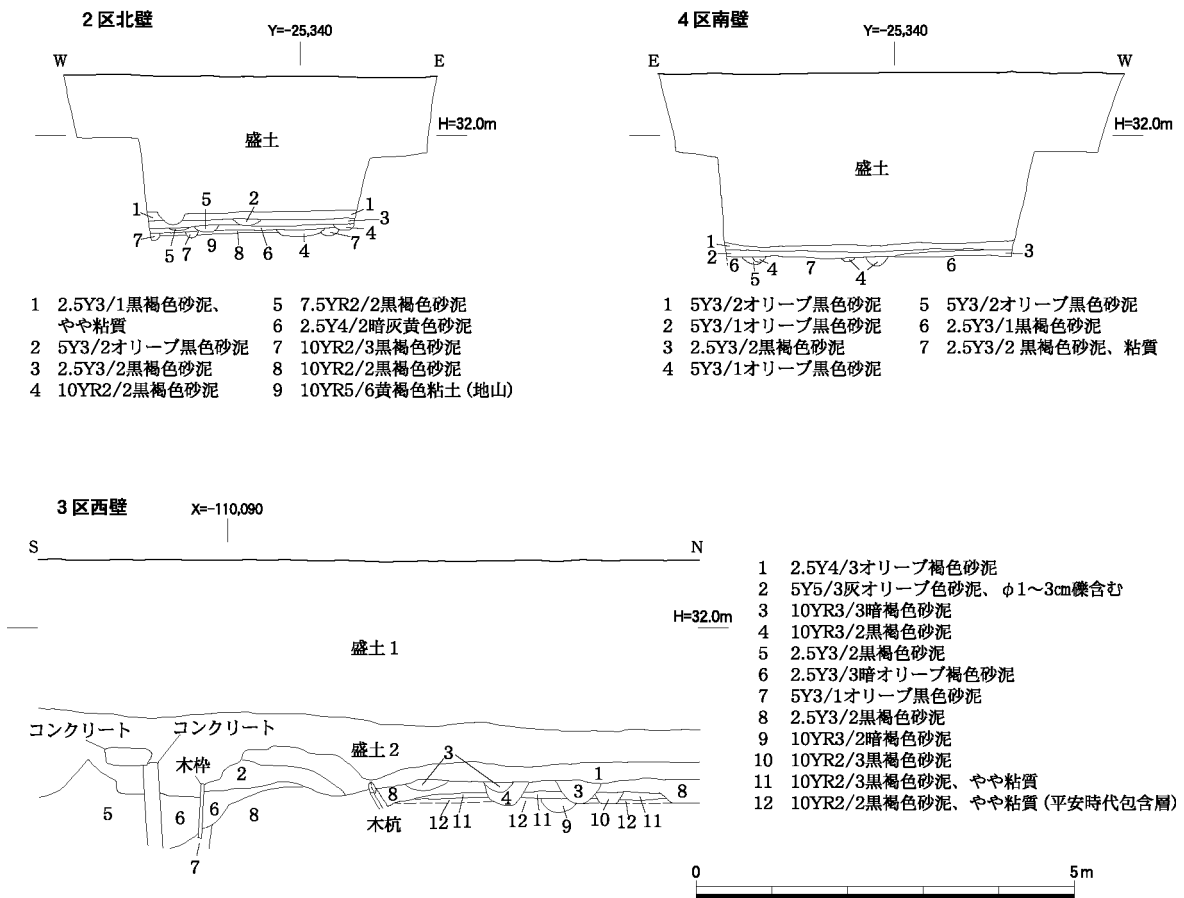 2区北壁
Y=−25,340
W
E
H=32.0m
盛土
1
5
2
1
3
4
7
5
7
9
8
6
4
7
1 2.5Y3/1黒褐色砂泥、
やや粘質
2 5Y3/2オリーブ黒色砂泥
3 2.5Y3/2黒褐色砂泥
4 10YR2/2黒褐色砂泥
5 7.5YR2/2黒褐色砂泥
6 2.5Y4/2暗灰黄色砂泥
7 10YR2/3黒褐色砂泥
8 10YR2/2黒褐色砂泥
9 10YR5/6黄褐色粘土(地山)
4区南壁
Y=−25,340
E
W
H=32.0m
盛土
1
2
3
6
5
4
7
4
6
1 5Y3/2オリーブ黒色砂泥
2 5Y3/1オリーブ黒色砂泥
3 2.5Y3/2黒褐色砂泥
4 5Y3/1オリーブ黒色砂泥
5 5Y3/2オリーブ黒色砂泥
6 2.5Y3/1黒褐色砂泥
7 2.5Y3/2 黒褐色砂泥、粘質
3区西壁
X=−110,090
S
N
H=32.0m
盛土1
コンクリート
コンクリート
盛土2
木枠
2
3
1
5
6
6
8
8
4
3
8
木杭
12
11
12
11
9
10
12
11
7
1 2.5Y4/3オリーブ褐色砂泥
2 5Y5/3灰オリーブ色砂泥、φ1〜3㎝礫含む
3 10YR3/3暗褐色砂泥
4 10YR3/2黒褐色砂泥
5 2.5Y3/2黒褐色砂泥
6 2.5Y3/3暗オリーブ褐色砂泥
7 5Y3/1オリーブ黒色砂泥
8 2.5Y3/2黒褐色砂泥
9 10YR3/2暗褐色砂泥
10 10YR2/3黒褐色砂泥
11 10YR2/3黒褐色砂泥、やや粘質
12 10YR2/2黒褐色砂泥、やや粘質(平安時代包含層)
0
5m